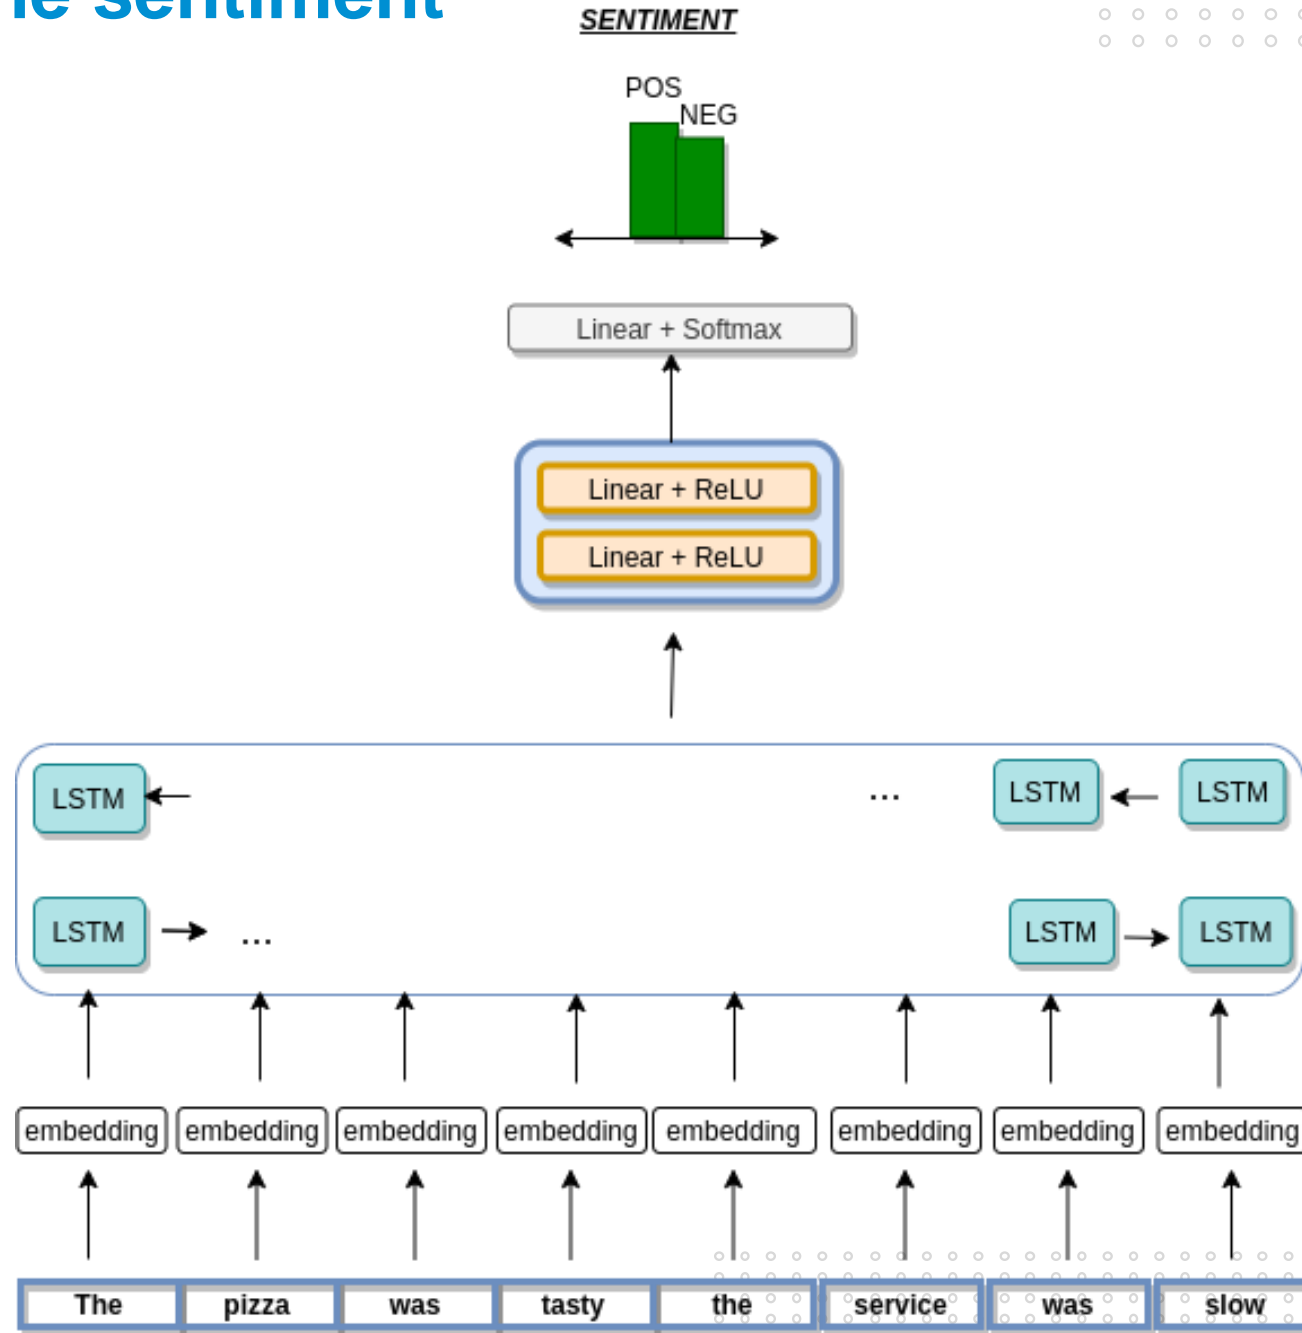 le sentiment
SENTIMENT
POS
NEG
Linear + Softmax
Linear + ReLU
Linear + ReLU
LSTM ... LSTM LSTM
LSTM ... LSTM LSTM
embedding embedding embedding embedding embedding embedding embedding embedding
The pizza was tasty the service was slow